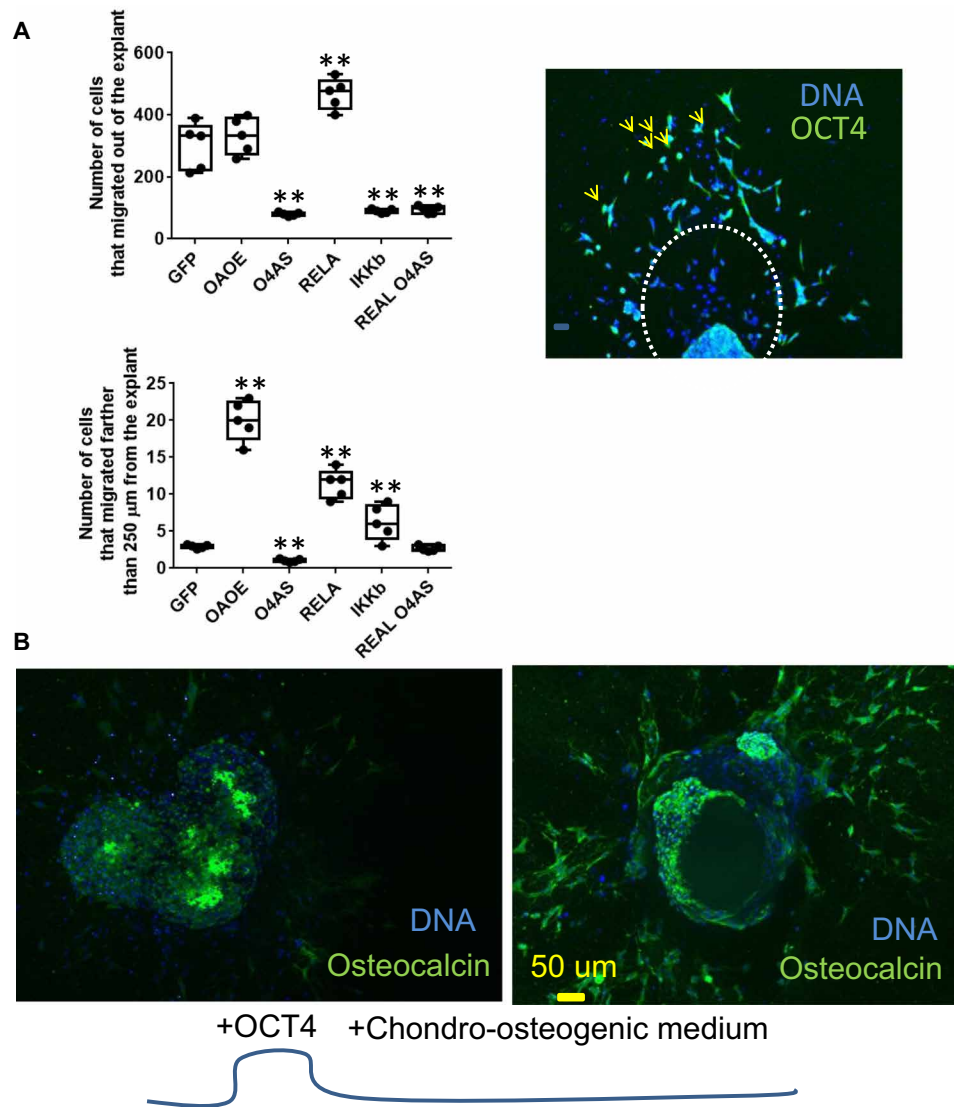 A
Number of cells
that migrated out of the explant
600
400
200
0
**
**
**
**
GFP
OAOE
O4AS
RELA
IKKb
REAL O4AS
DNA
OCT4
Number of cells
that migrated farther
than 250 µm from the explant
25
20
15
10
5
0
**
**
**
**
GFP
OAOE
O4AS
RELA
IKKb
REAL O4AS
B
DNA
Osteocalcin
50 um
DNA
Osteocalcin
+OCT4 +Chondro-osteogenic medium